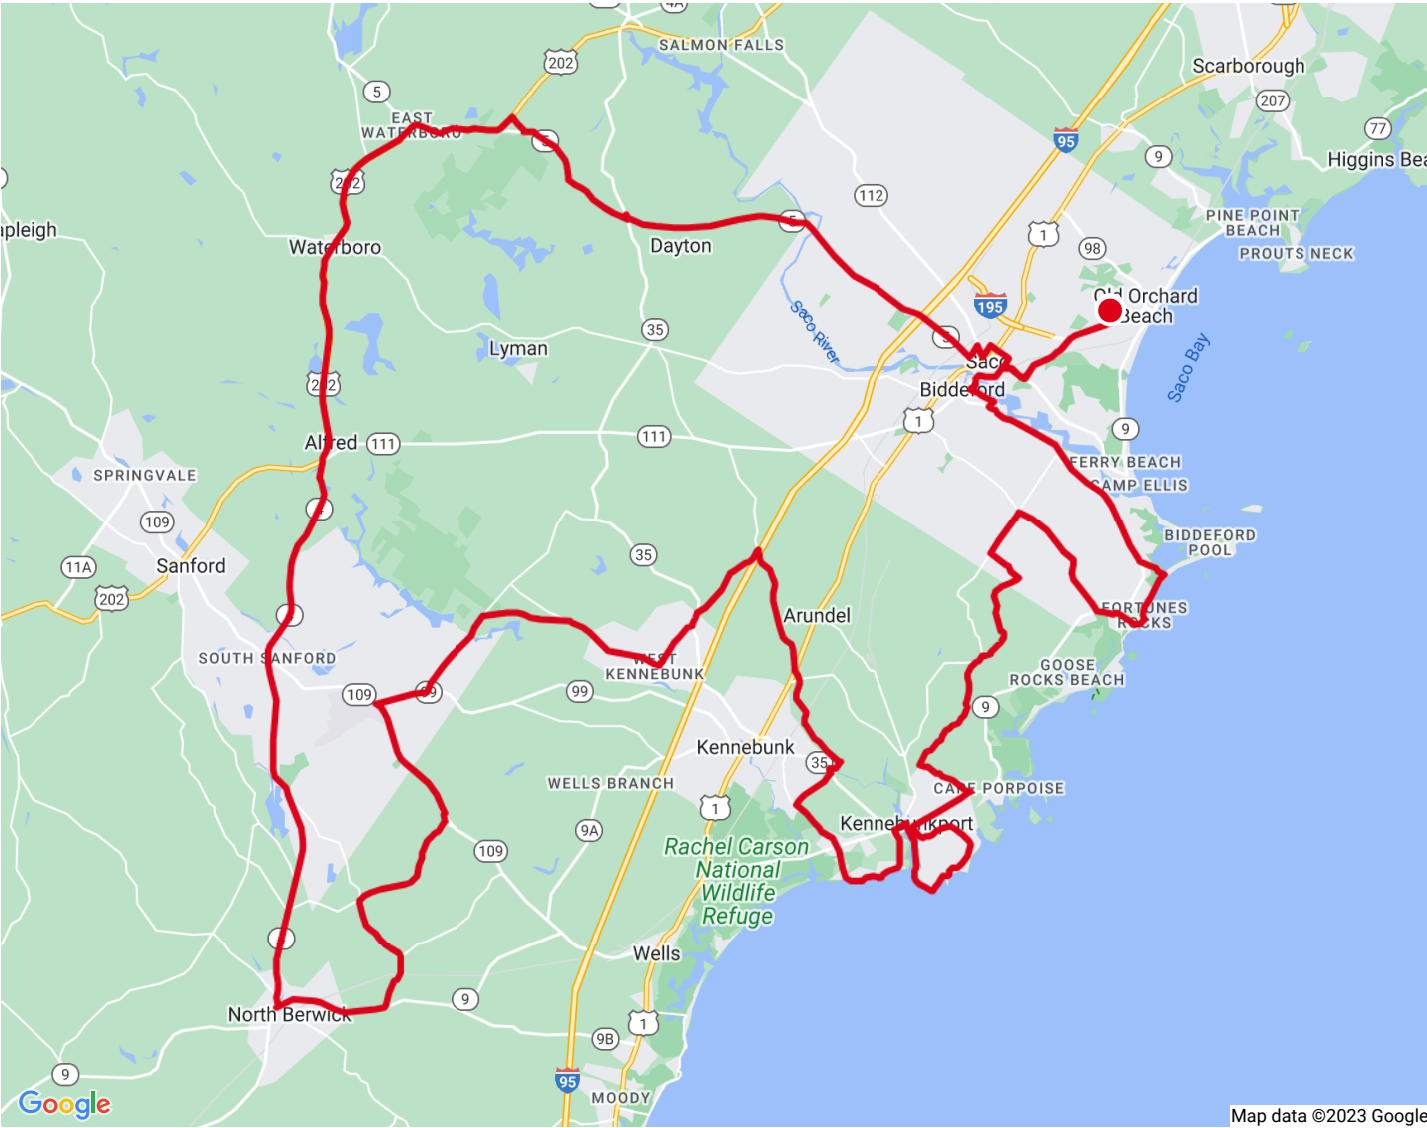 4A
SALMON FALLS
202
Scarborough
5
207
EAST
WATERBORO
77
95
5
9
Higgins Bea
202
112
PINE POINT
BEACH
apleigh
5
1
Waterboro
Dayton
98
PROUTS NECK
Old Orchard
Beach
195
Saco River
35
5
Lyman
Saco
Saco Bay
202
Biddeford
1
9
Alfred
111
111
FERRY BEACH
SPRINGVALE
CAMP ELLIS
4
109
BIDDEFORD
POOL
35
Sanford
11A
202
FORTUNES
ROCKS
Arundel
SOUTH SANFORD
WEST
KENNEBUNK
GOOSE
ROCKS BEACH
109
99
99
9
Kennebunk
35
WELLS BRANCH
CAPE PORPOISE
1
Kennebunkport
9A
109
Rachel Carson
National
Wildlife
Refuge
Wells
9
North Berwick
1
9B
9
95
MOODY
Google
Map data ©2023 Google